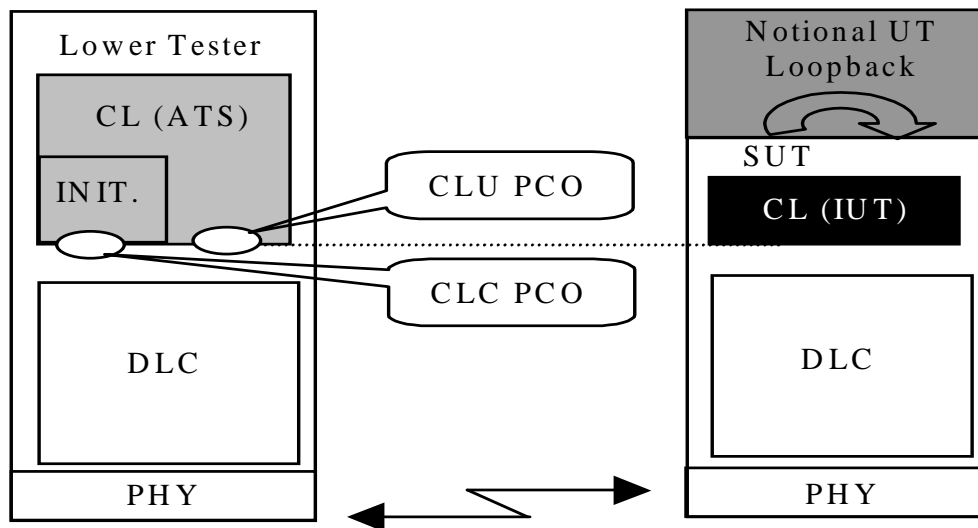 Lower Tester
CL (ATS)
INIT.
CLU PCO
CLC PCO
DLC
PHY
Notional UT
Loopback
SUT
CL (IUT)
DLC
PHY